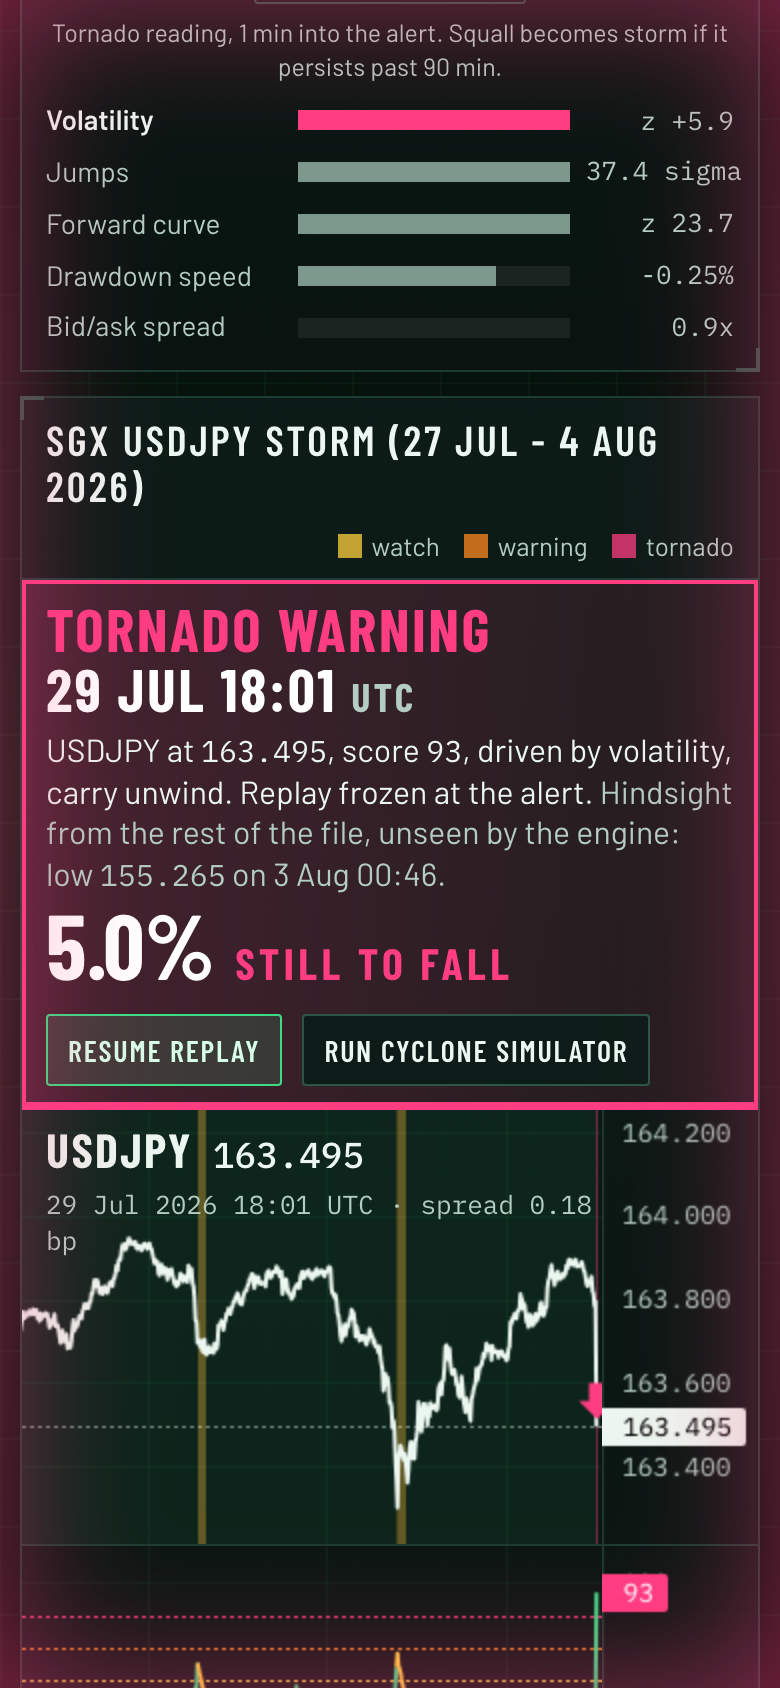 Tornado reading, 1 min into the alert. Squall becomes storm if it
persists past 90 min.
Volatility z +5.9
Jumps 37.4 sigma
Forward curve z 23.7
Drawdown speed -0.25%
Bid/ask spread 0.9x
SGX USDJPY STORM (27 JUL - 4 AUG
2026)
watch warning tornado
TORNADO WARNING
29 JUL 18:01 UTC
USDJPY at 163.495, score 93, driven by volatility,
carry unwind. Replay frozen at the alert. Hindsight
from the rest of the file, unseen by the engine:
low 155.265 on 3 Aug 00:46.
5.0% STILL TO FALL
RESUME REPLAY RUN CYCLONE SIMULATOR
USDJPY 163.495
29 Jul 2026 18:01 UTC · spread 0.18
bp
164.200
164.000
163.800
163.600
163.495
163.400
93